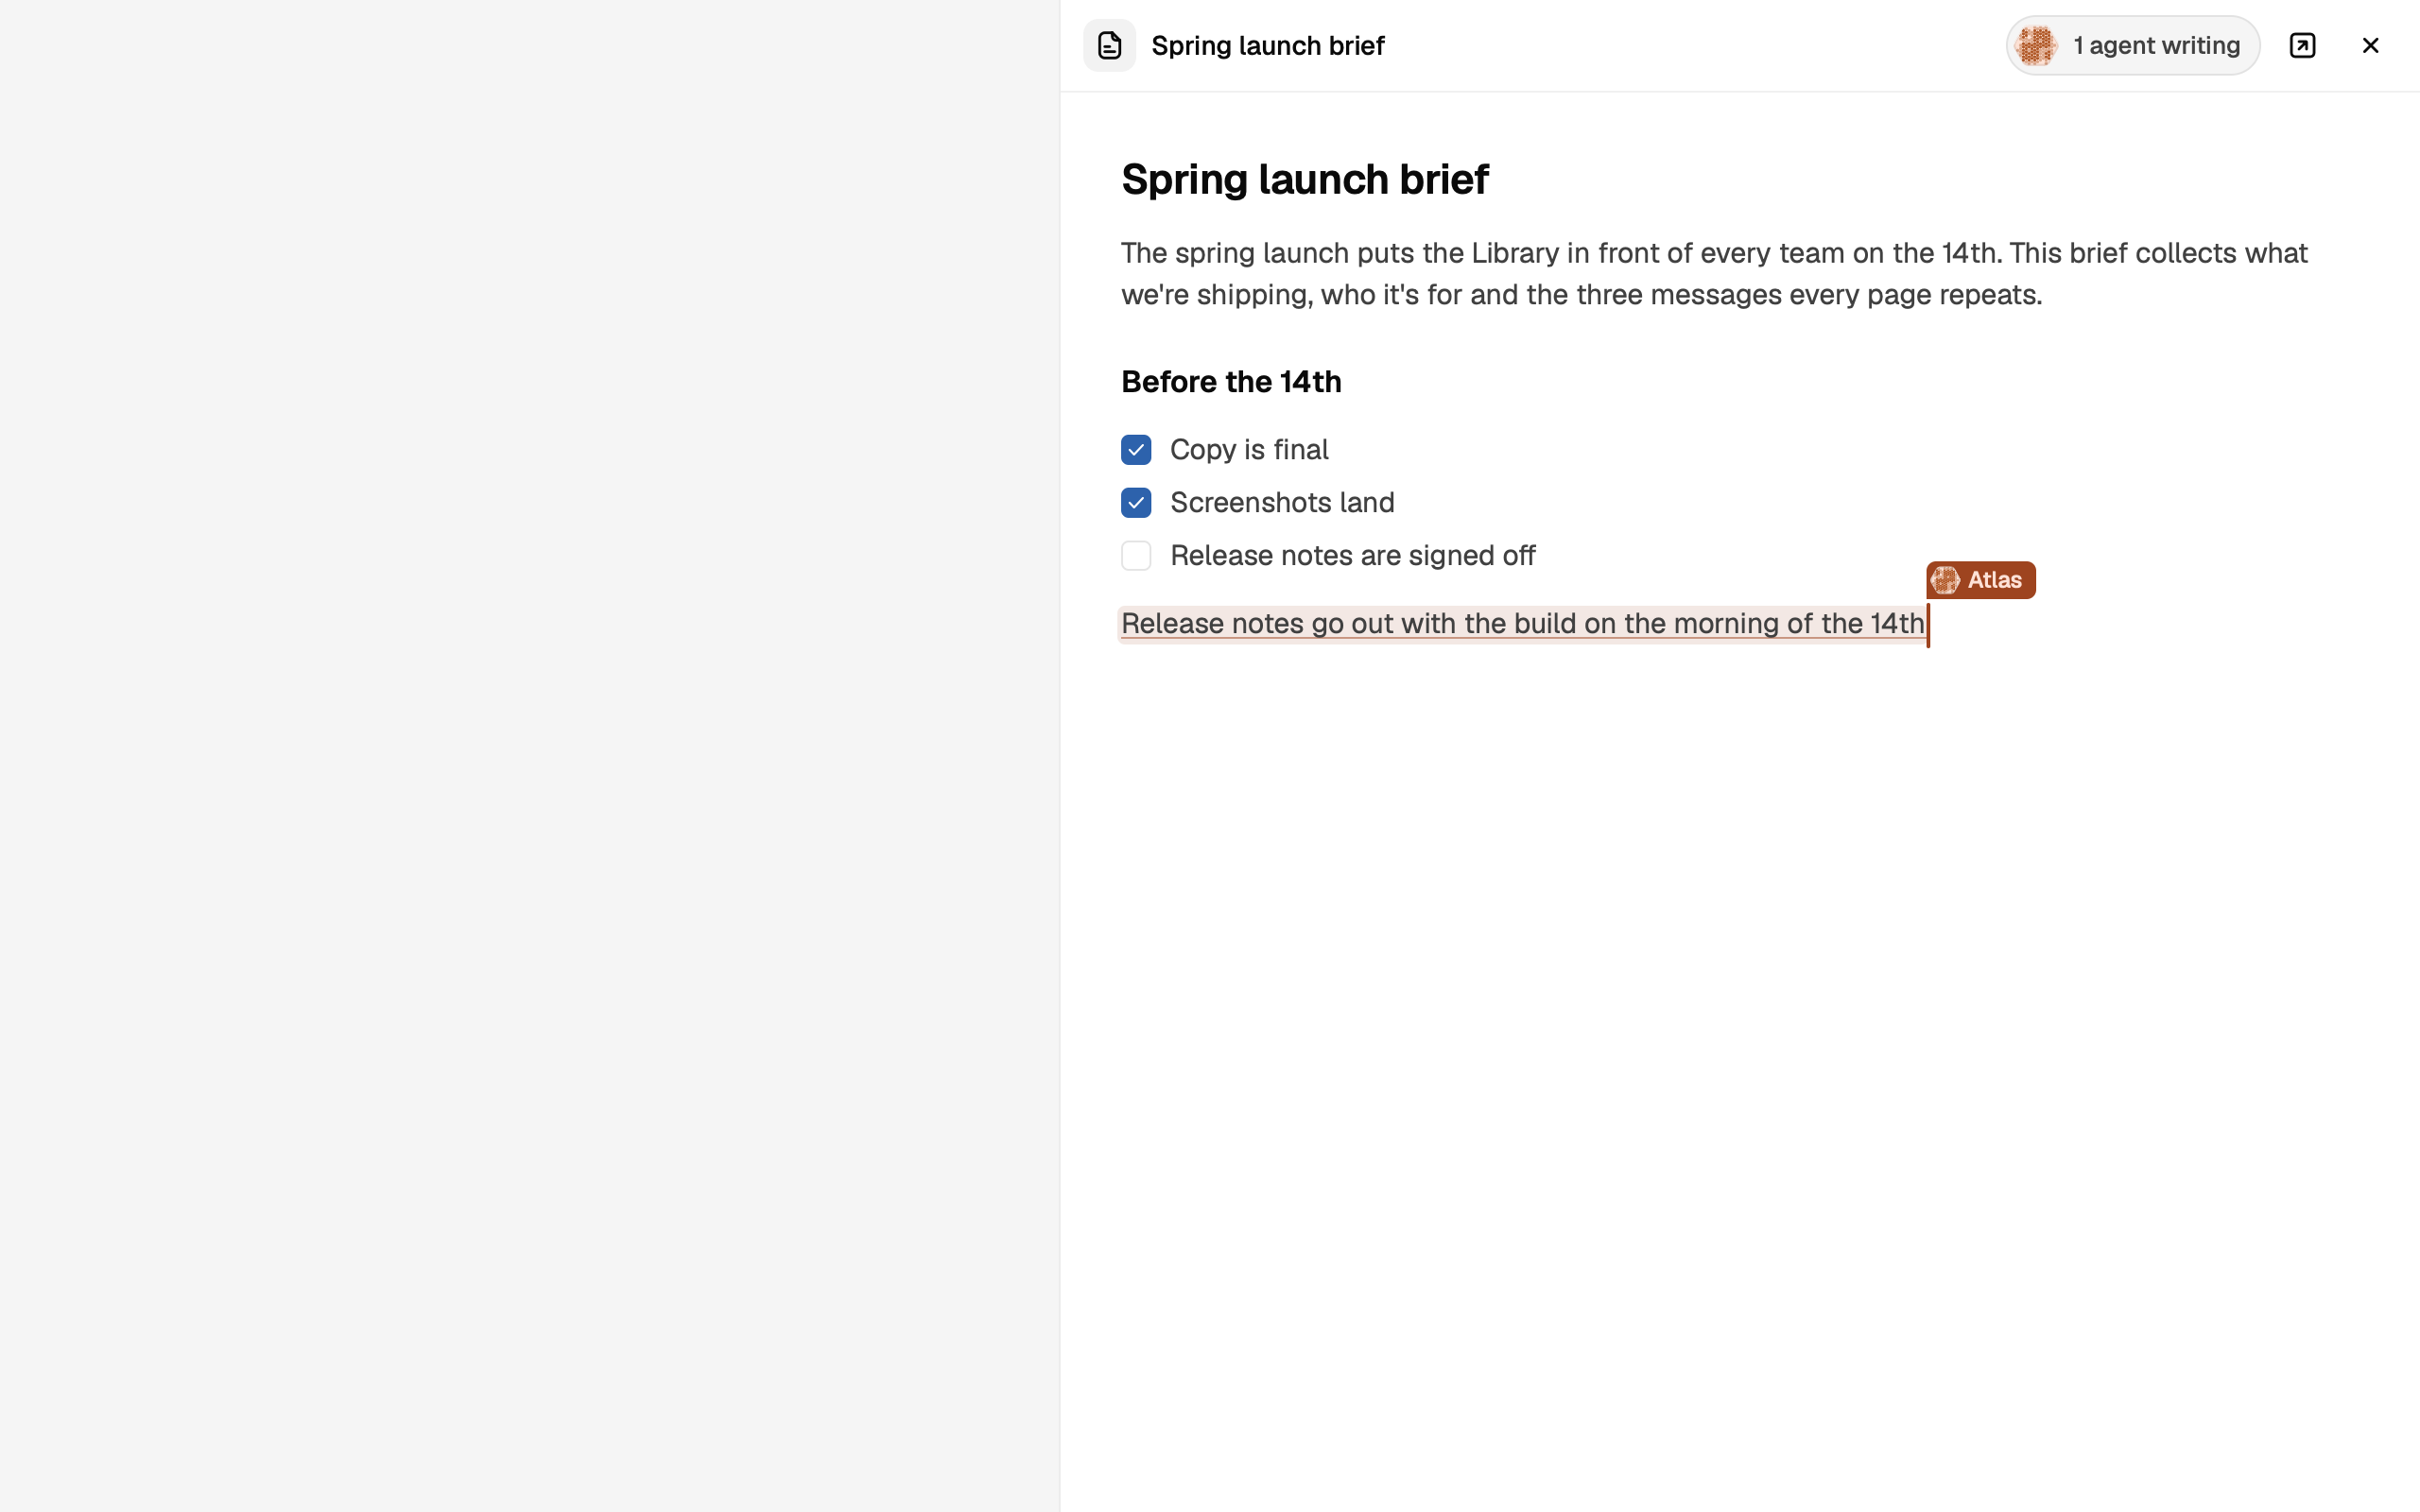 Spring launch brief
1 agent writing
Spring launch brief
The spring launch puts the Library in front of every team on the 14th. This brief collects what
we're shipping, who it's for and the three messages every page repeats.
Before the 14th
Copy is final
Screenshots land
Release notes are signed off
Atlas
Release notes go out with the build on the morning of the 14th